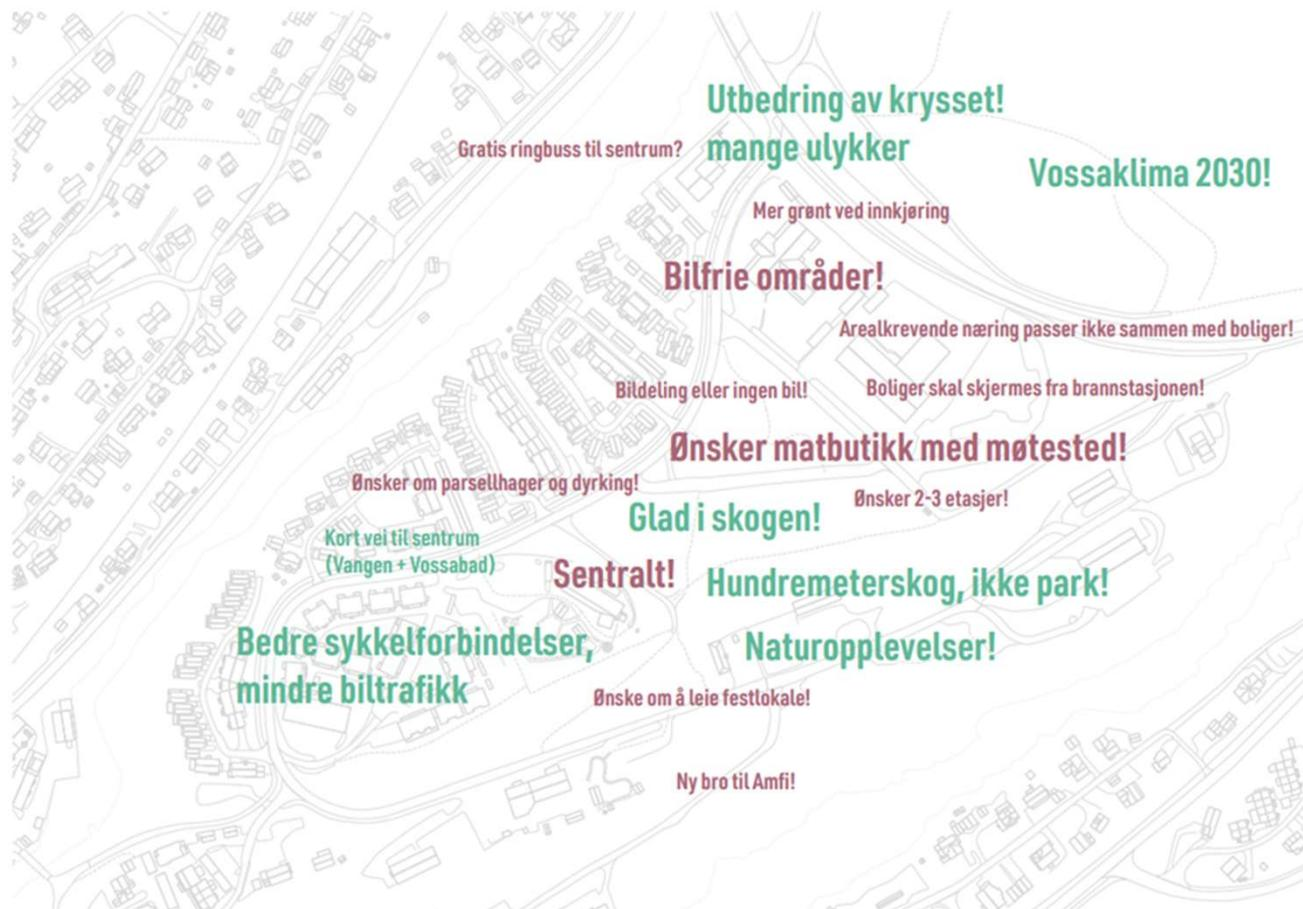 Utbedring av krysset!
mange ulykker
Gratis ringbuss til sentrum?
Vossaklima 2030!
Mer grønt ved innkjøring
Bilfrie områder!
Arealkrevende næring passer ikke sammen med boliger!
Bildeling eller ingen bil!
Boliger skal skjermes fra brannstasjonen!
Ønsker matbutikk med møtested!
Ønsker om parsellhager og dyrking!
Ønsker 2-3 etasjer!
Glad i skogen!
Kort vei til sentrum
(Vangen + Vossabad)
Sentralt!
Hundremeterskog, ikke park!
Bedre sykkelforbindelser,
mindre biltrafikk
Naturopplevelser!
Ønske om å leie festlokale!
Ny bro til Amfi!